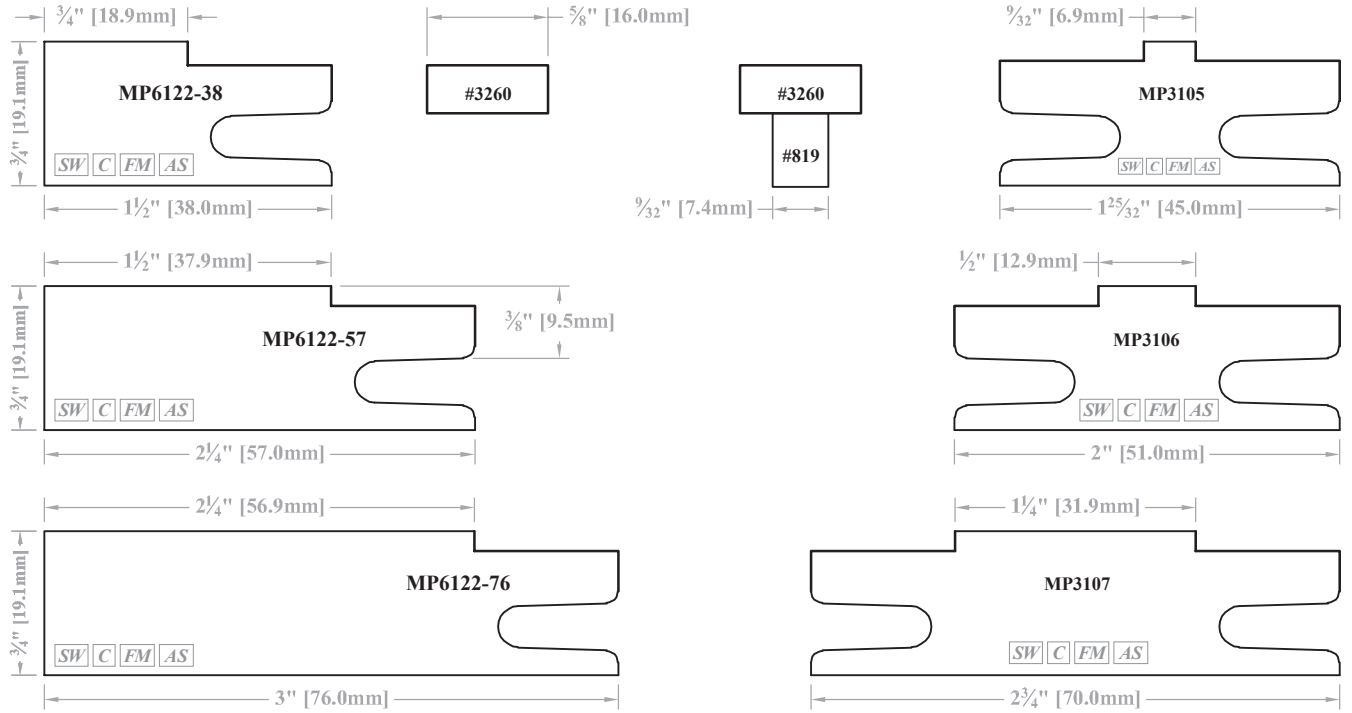 ¾" [18.9mm]
⅝" [16.0mm]
9⁄32" [6.9mm]
¾" [19.1mm]
MP6122-38
#3260
#3260
MP3105
#819
SW C FM AS
SW C FM AS
1½" [38.0mm]
9⁄32" [7.4mm]
1 25⁄32" [45.0mm]
1½" [37.9mm]
½" [12.9mm]
¾" [19.1mm]
⅜" [9.5mm]
MP6122-57
MP3106
SW C FM AS
SW C FM AS
2¼" [57.0mm]
2" [51.0mm]
2¼" [56.9mm]
1¼" [31.9mm]
¾" [19.1mm]
MP6122-76
MP3107
SW C FM AS
SW C FM AS
3" [76.0mm]
2¾" [70.0mm]